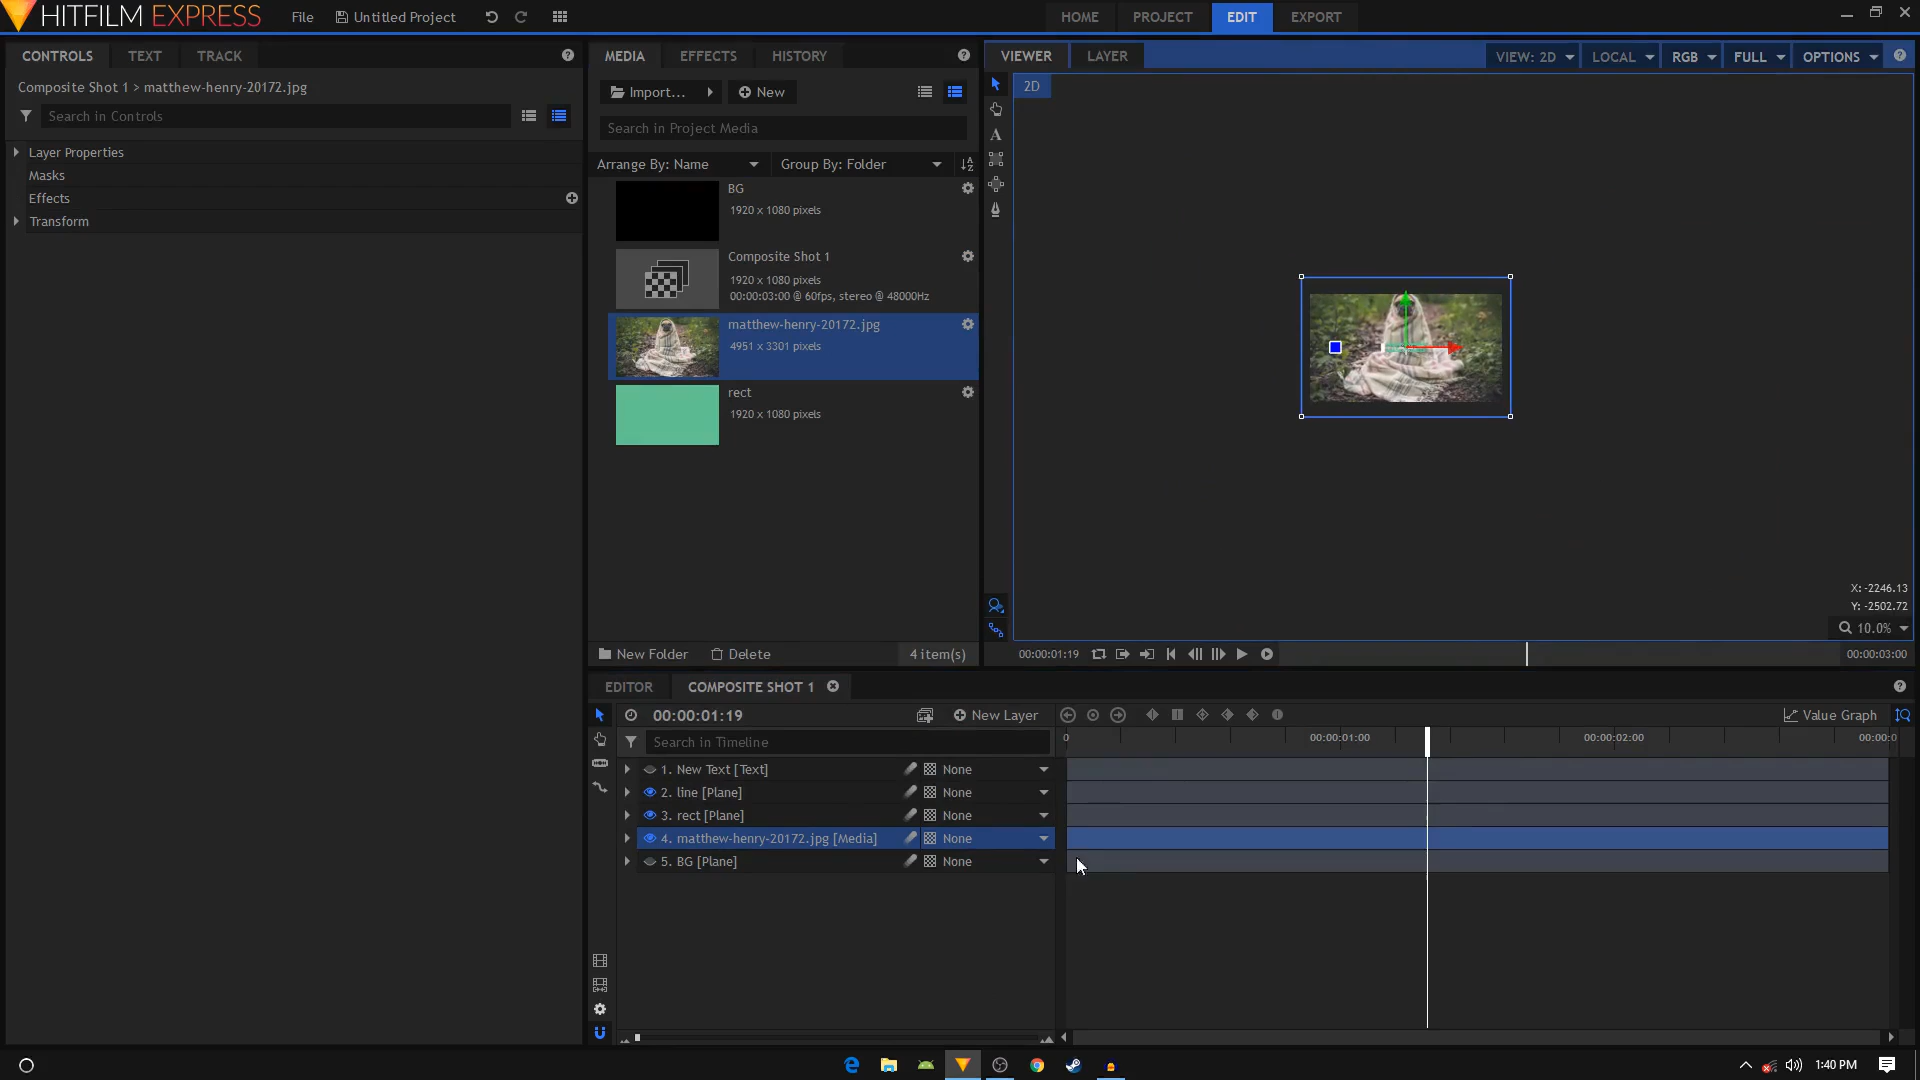 HITFILM EXPRESS
File
Untitled Project
HOME
PROJECT
EDIT
EXPORT
CONTROLS
TEXT
TRACK
Composite Shot 1 > matthew-henry-20172.jpg
Search in Controls
Layer Properties
Masks
Effects
Transform
MEDIA
EFFECTS
HISTORY
Import...
New
Search in Project Media
Arrange By: Name
Group By: Folder
BG
1920 x 1080 pixels
Composite Shot 1
1920 x 1080 pixels
00:00:03:00 @ 60fps, stereo @ 48000Hz
matthew-henry-20172.jpg
4951 x 3301 pixels
rect
1920 x 1080 pixels
New Folder
Delete
4 item(s)
VIEWER
LAYER
VIEW: 2D
LOCAL
RGB
FULL
OPTIONS
2D
A
X: -2246.13
Y: -2502.72
10.0%
00:00:01:19
00:00:03:00
EDITOR
COMPOSITE SHOT 1
00:00:01:19
New Layer
Value Graph
Search in Timeline
0
00:00:01:00
00:00:02:00
00:00:0
1. New Text [Text]
None
2. line [Plane]
None
3. rect [Plane]
None
4. matthew-henry-20172.jpg [Media]
None
5. BG [Plane]
None
1:40 PM